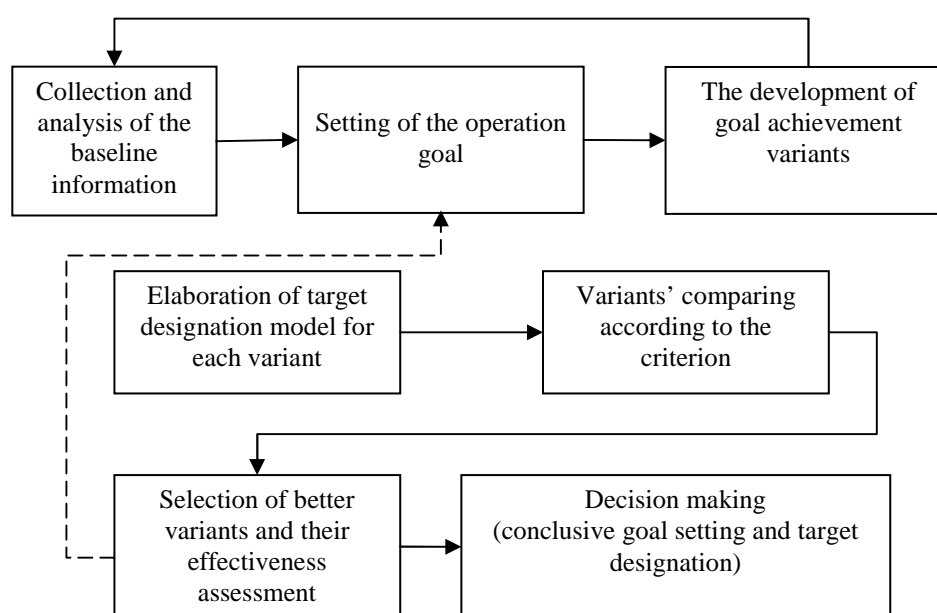 Collection and
analysis of the
baseline
information
Setting of the operation
goal
The development of
goal achievement
variants
Elaboration of target
designation model for
each variant
Variants’ comparing
according to the
criterion
Selection of better
variants and their
effectiveness
assessment
Decision making
(conclusive goal setting and target
designation)